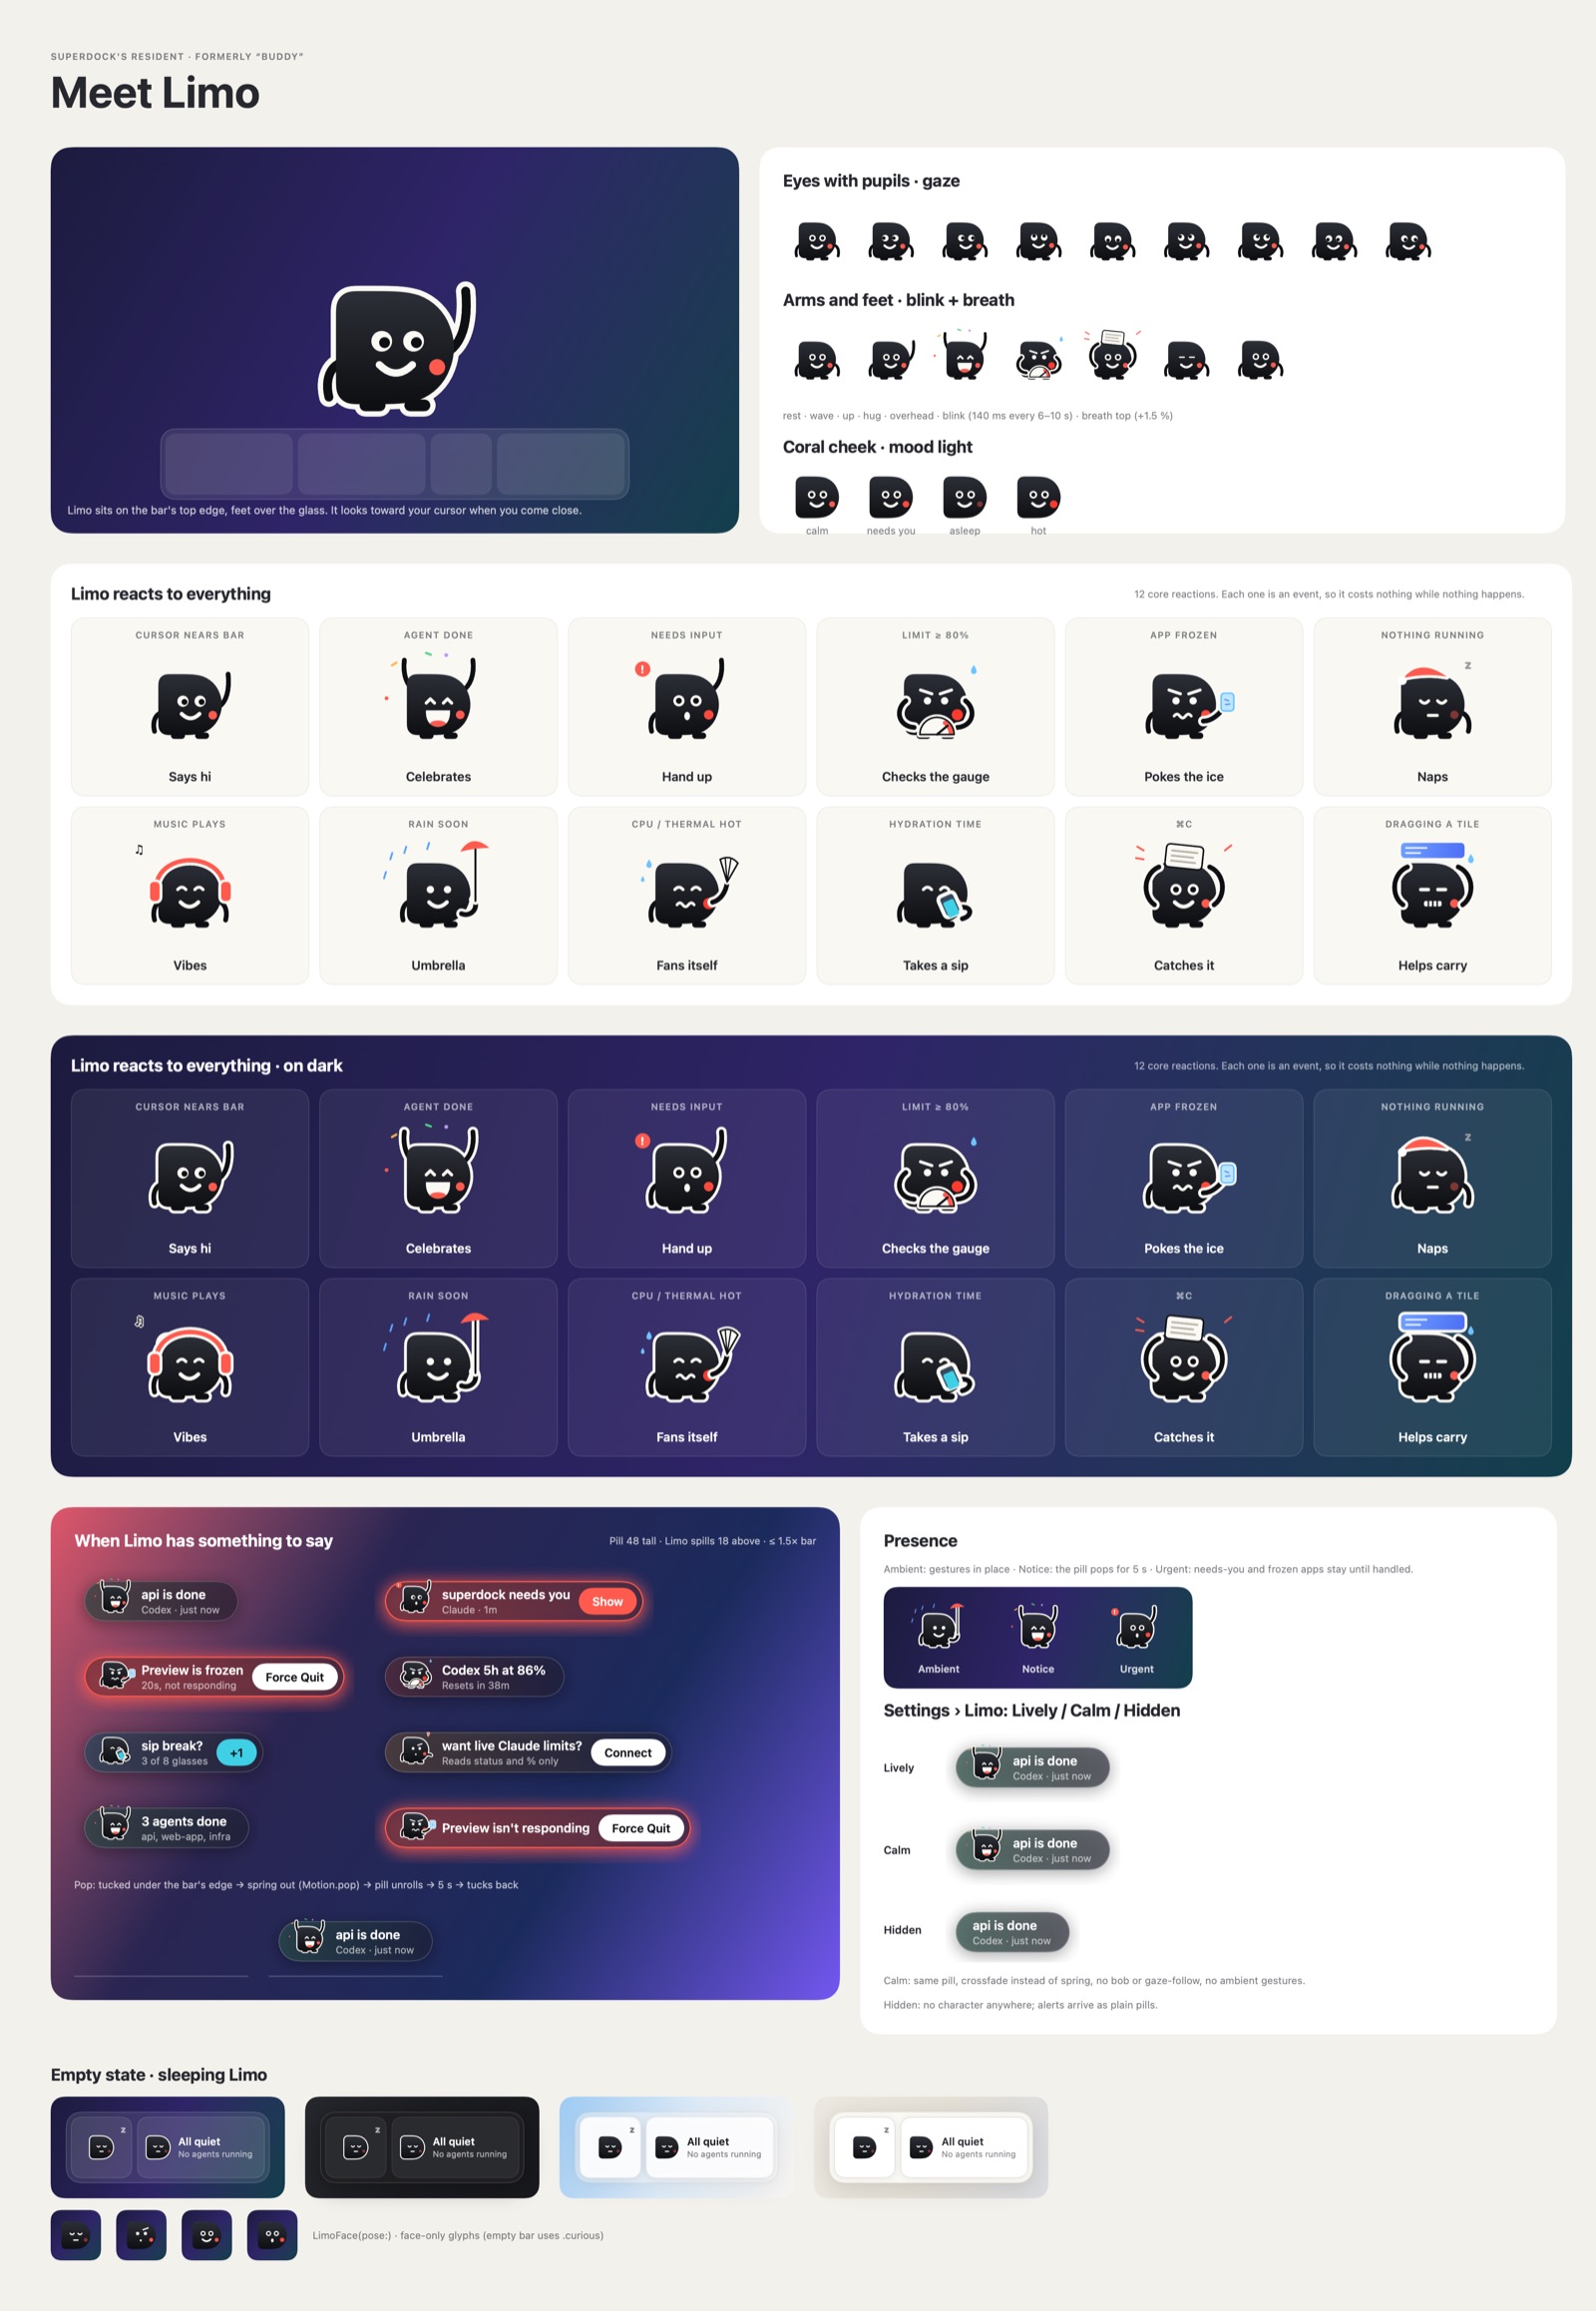 SUPERDOCK'S RESIDENT · FORMERLY "BUDDY"
Meet Limo
Limo sits on the bar's top edge, feet over the glass. It looks toward your cursor when you come close.
Eyes with pupils · gaze
Arms and feet · blink + breath
rest · wave · up · hug · overhead · blink (140 ms every 6–10 s) · breath top (+1.5 %)
Coral cheek · mood light
calm needs you asleep hot
Limo reacts to everything
12 core reactions. Each one is an event, so it costs nothing while nothing happens.
CURSOR NEARS BAR
Says hi
AGENT DONE
Celebrates
NEEDS INPUT
!
Hand up
LIMIT ≥ 80%
Checks the gauge
APP FROZEN
Pokes the ice
NOTHING RUNNING
z
Naps
MUSIC PLAYS
♫
Vibes
RAIN SOON
Umbrella
CPU / THERMAL HOT
Fans itself
HYDRATION TIME
Takes a sip
⌘C
Catches it
DRAGGING A TILE
Helps carry
Limo reacts to everything · on dark
12 core reactions. Each one is an event, so it costs nothing while nothing happens.
CURSOR NEARS BAR
Says hi
AGENT DONE
Celebrates
NEEDS INPUT
!
Hand up
LIMIT ≥ 80%
Checks the gauge
APP FROZEN
Pokes the ice
NOTHING RUNNING
z
Naps
MUSIC PLAYS
♫
Vibes
RAIN SOON
Umbrella
CPU / THERMAL HOT
Fans itself
HYDRATION TIME
Takes a sip
⌘C
Catches it
DRAGGING A TILE
Helps carry
When Limo has something to say
Pill 48 tall · Limo spills 18 above · ≤ 1.5× bar
api is done
Codex · just now
superdock needs you
Claude · 1m
Show
Preview is frozen
20s, not responding
Force Quit
Codex 5h at 86%
Resets in 38m
sip break?
3 of 8 glasses
+1
want live Claude limits?
Reads status and % only
Connect
3 agents done
api, web-app, infra
Preview isn't responding
Force Quit
Pop: tucked under the bar's edge → spring out (Motion.pop) → pill unrolls → 5 s → tucks back
api is done
Codex · just now
Presence
Ambient: gestures in place · Notice: the pill pops for 5 s · Urgent: needs-you and frozen apps stay until handled.
Ambient
Notice
!
Urgent
Settings › Limo: Lively / Calm / Hidden
Lively
api is done
Codex · just now
Calm
api is done
Codex · just now
Hidden
api is done
Codex · just now
Calm: same pill, crossfade instead of spring, no bob or gaze-follow, no ambient gestures.
Hidden: no character anywhere; alerts arrive as plain pills.
Empty state · sleeping Limo
z
All quiet
No agents running
z
All quiet
No agents running
z
All quiet
No agents running
z
All quiet
No agents running
LimoFace(pose:) · face-only glyphs (empty bar uses .curious)